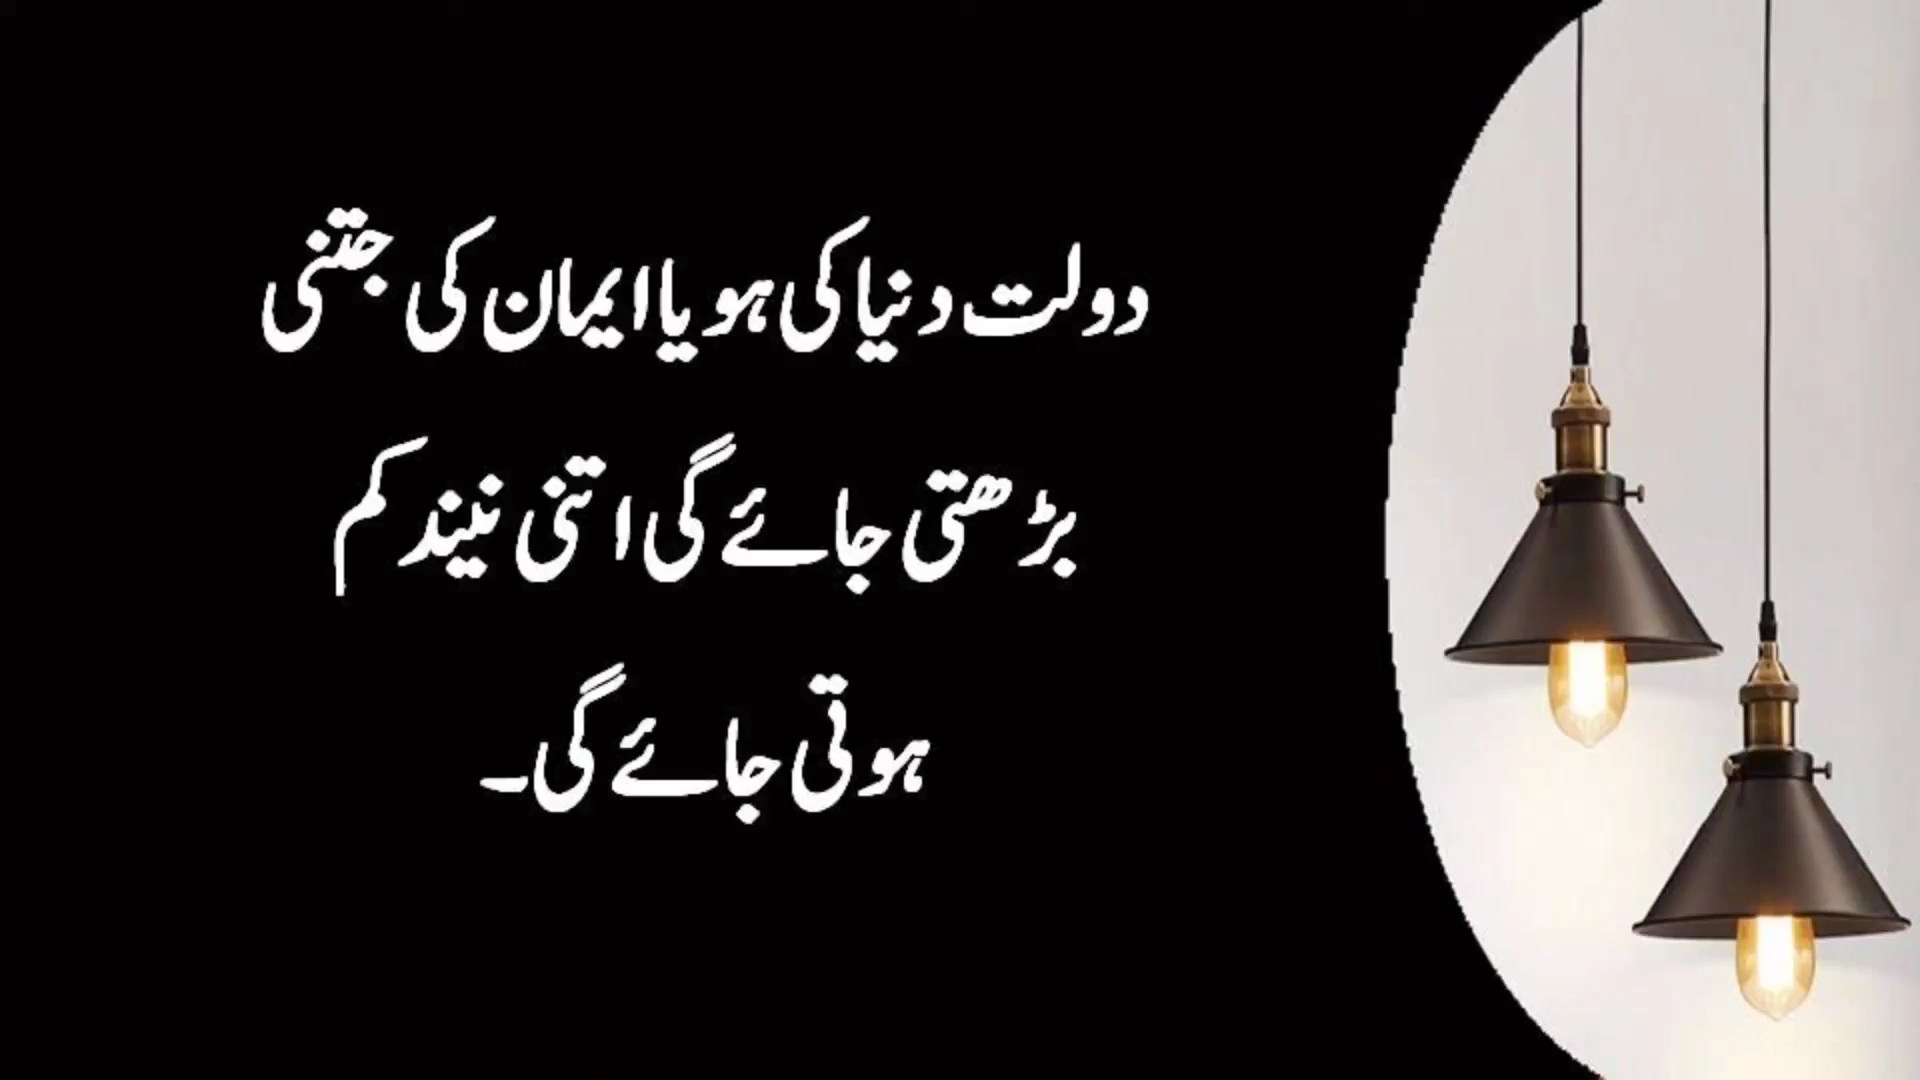 دولت دنیا کی ہو یا ایمان کی جتنی
بڑھتی جائے گی اتنی نیند کم
ہوتی جائے گی۔